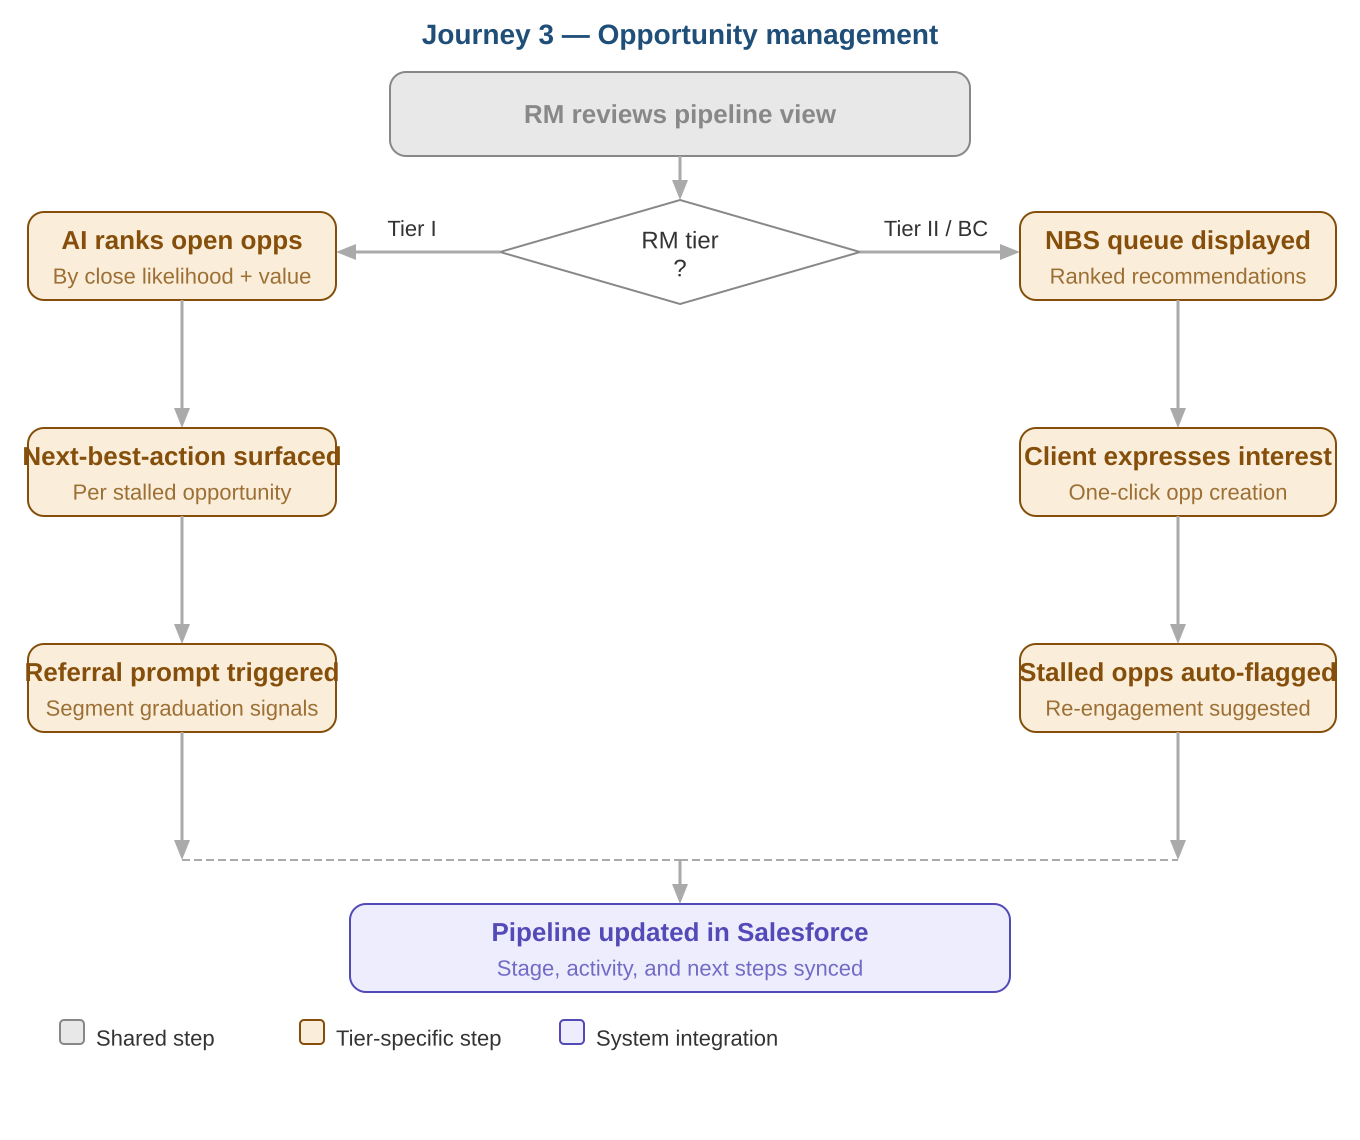 Journey 3 — Opportunity management
RM reviews pipeline view
Tier I
RM tier
?
Tier II / BC
AI ranks open opps
By close likelihood + value
NBS queue displayed
Ranked recommendations
Next-best-action surfaced
Per stalled opportunity
Client expresses interest
One-click opp creation
Referral prompt triggered
Segment graduation signals
Stalled opps auto-flagged
Re-engagement suggested
Pipeline updated in Salesforce
Stage, activity, and next steps synced
Shared step
Tier-specific step
System integration